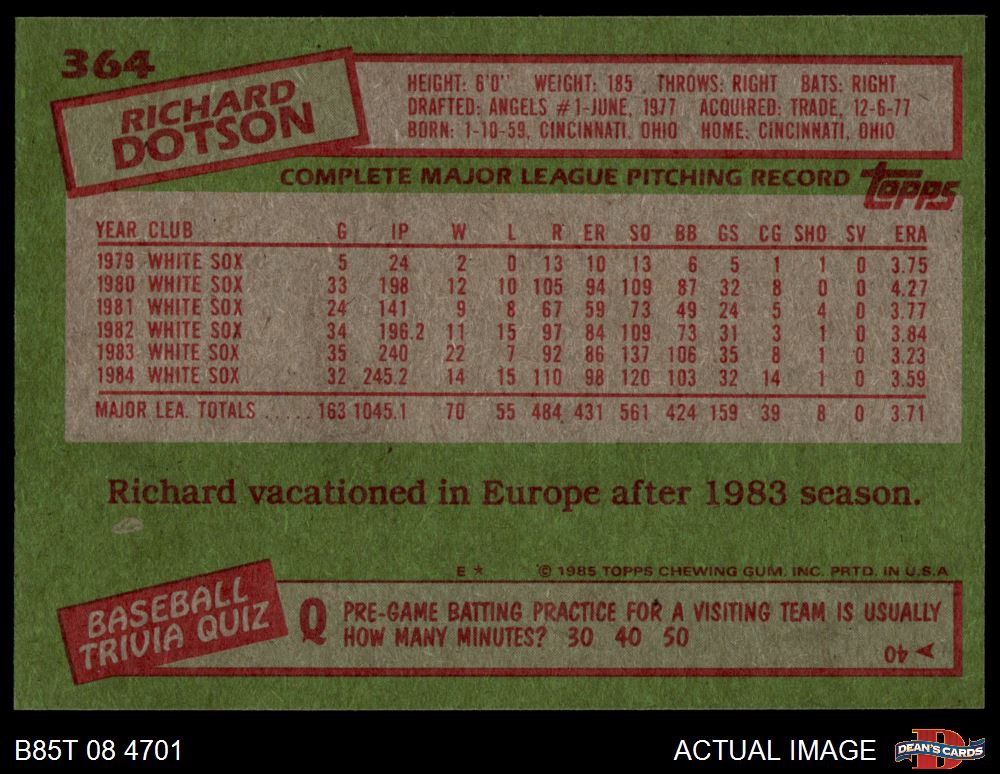 364
RICHARD
DOTSON
HEIGHT: 6'0" WEIGHT: 185 THROWS: RIGHT BATS: RIGHT
DRAFTED: ANGELS #1-JUNE, 1977 ACQUIRED: TRADE, 12-6-77
BORN: 1-10-59, CINCINNATI, OHIO HOME: CINCINNATI, OHIO
COMPLETE MAJOR LEAGUE PITCHING RECORD topps
YEAR CLUB G IP W L R ER SO BB GS CG SHO SV ERA
1979 WHITE SOX 5 24 2 0 13 10 13 6 5 1 1 0 3.75
1980 WHITE SOX 33 198 12 10 105 94 109 87 32 8 0 0 4.27
1981 WHITE SOX 24 141 9 8 67 59 73 49 24 5 4 0 3.77
1982 WHITE SOX 34 196.2 11 15 97 84 109 73 31 3 1 0 3.84
1983 WHITE SOX 35 240 22 7 92 86 137 106 35 8 1 0 3.23
1984 WHITE SOX 32 245.2 14 15 110 98 120 103 32 14 1 0 3.59
MAJOR LEA. TOTALS ..... 163 1045.1 70 55 484 431 561 424 159 39 8 0 3.71
Richard vacationed in Europe after 1983 season.
E * © 1985 TOPPS CHEWING GUM, INC. PRTD. IN U.S.A
BASEBALL
TRIVIA QUIZ
Q PRE-GAME BATTING PRACTICE FOR A VISITING TEAM IS USUALLY
HOW MANY MINUTES? 30 40 50
A 40
B85T 08 4701 ACTUAL IMAGE D DEAN'S CARDS